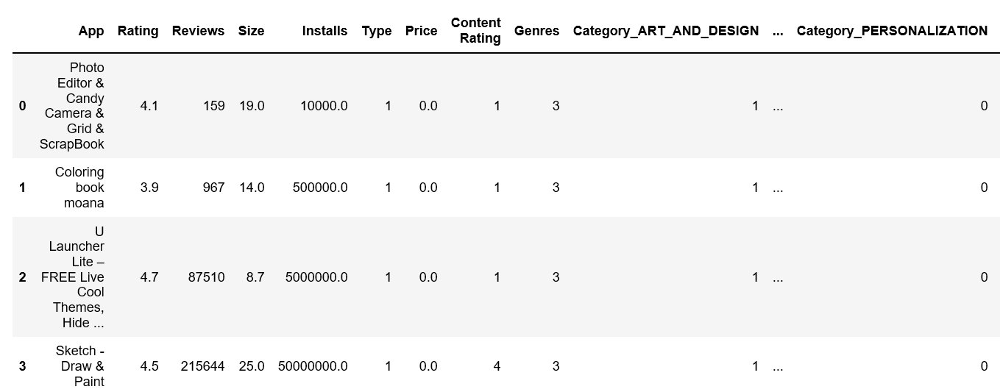 App Rating Reviews Size Installs Type Price Content Rating Genres Category_ART_AND_DESIGN ... Category_PERSONALIZATION
0 Photo Editor & Candy Camera & Grid & ScrapBook 4.1 159 19.0 10000.0 1 0.0 1 3 1 ... 0
1 Coloring book moana 3.9 967 14.0 500000.0 1 0.0 1 3 1 ... 0
2 U Launcher Lite – FREE Live Cool Themes, Hide ... 4.7 87510 8.7 5000000.0 1 0.0 1 3 1 ... 0
3 Sketch - Draw & Paint 4.5 215644 25.0 50000000.0 1 0.0 4 3 1 ... 0